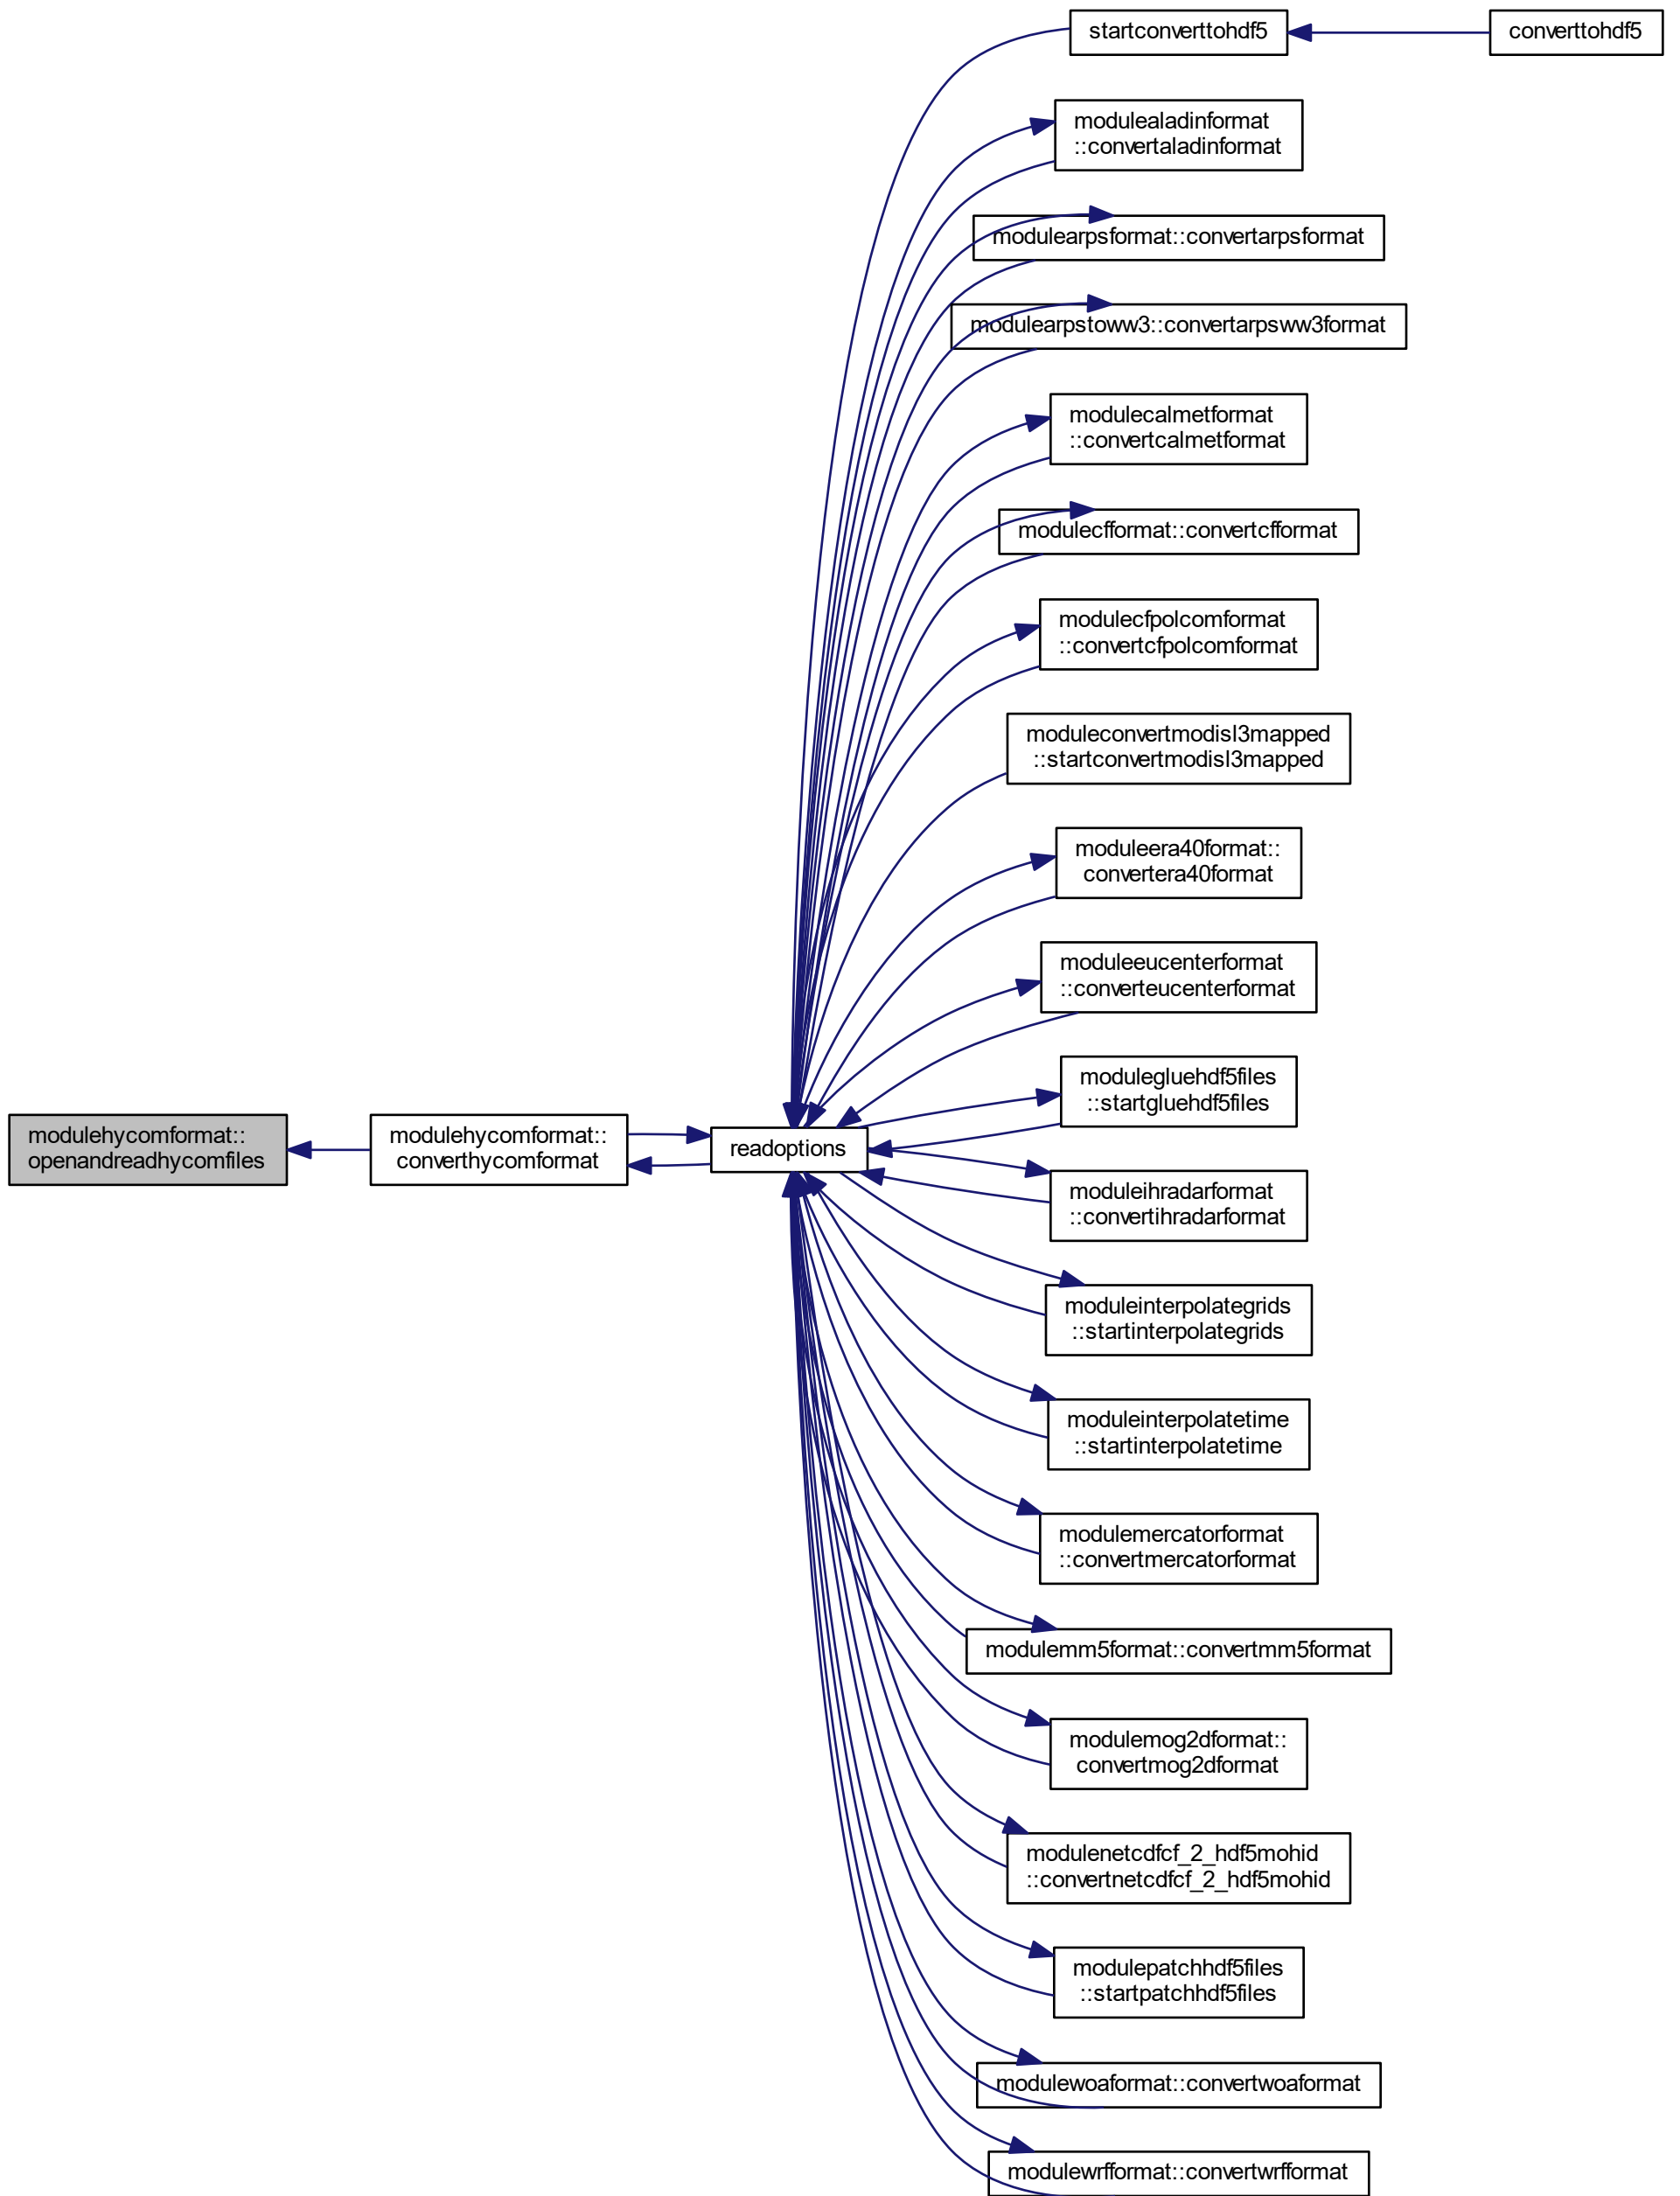 startconverttohdf5
converttohdf5
modulealadinformat
::convertaladinformat
modulearpsformat::convertarpsformat
modulearpstoww3::convertarpsww3format
modulecalmetformat
::convertcalmetformat
modulecfformat::convertcfformat
modulecfpolcomformat
::convertcfpolcomformat
moduleconvertmodisl3mapped
::startconvertmodisl3mapped
moduleera40format::
convertera40format
moduleeucenterformat
::converteucenterformat
modulegluehdf5files
::startgluehdf5files
modulehycomformat::
openandreadhycomfiles
modulehycomformat::
converthycomformat
readoptions
moduleihradarformat
::convertihradarformat
moduleinterpolategrids
::startinterpolategrids
moduleinterpolatetime
::startinterpolatetime
modulemercatorformat
::convertmercatorformat
modulemm5format::convertmm5format
modulemog2dformat::
convertmog2dformat
modulenetcdfcf_2_hdf5mohid
::convertnetcdfcf_2_hdf5mohid
modulepatchhdf5files
::startpatchhdf5files
modulewoaformat::convertwoaformat
modulewrfformat::convertwrfformat